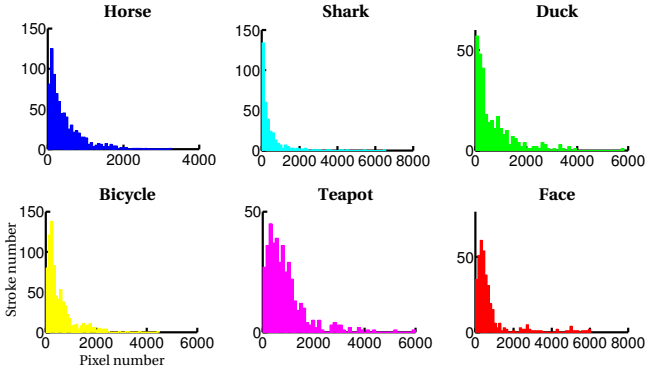 Horse Shark Duck
150 150
100 100 50
50 50
0 0 0
0 2000 4000 0 2000 4000 6000 8000 0 2000 4000 6000
Bicycle Teapot Face
150 50
100 50
50
0 0 0
0 2000 4000 6000 0 2000 4000 6000 0 2000 4000 6000 8000
Stroke number
Pixel number